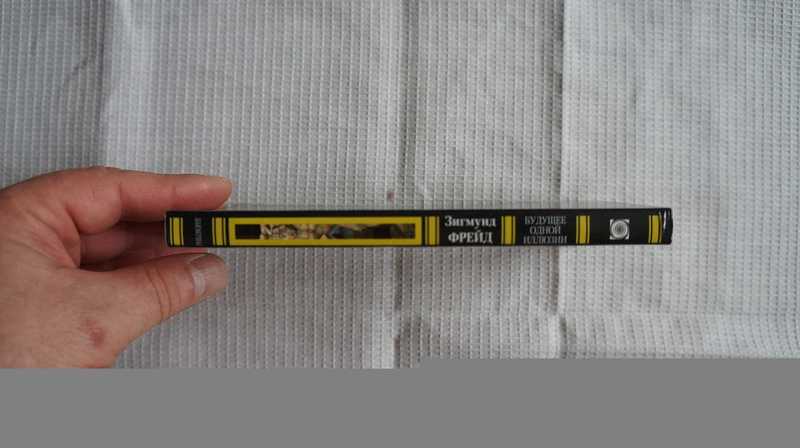 Зигмунд
ФРЕЙД
БУДУЩЕЕ
ОДНОЙ
ИЛЛЮЗИИ